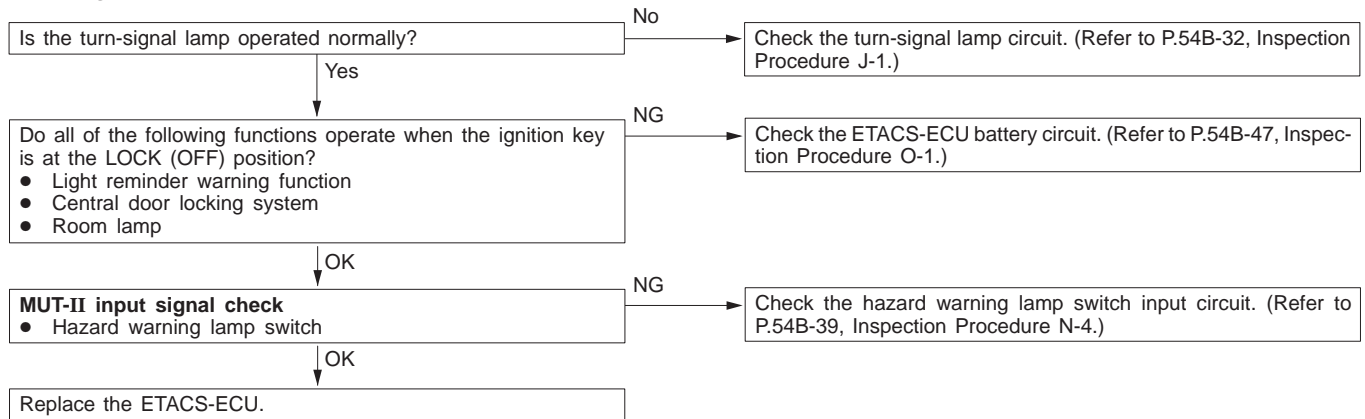 No
Is the turn-signal lamp operated normally?
Check the turn-signal lamp circuit. (Refer to P.54B-32, Inspection
Procedure J-1.)
Yes
Do all of the following functions operate when the ignition key
is at the LOCK (OFF) position?
● Light reminder warning function
● Central door locking system
● Room lamp
NG
Check the ETACS-ECU battery circuit. (Refer to P.54B-47, Inspec-
tion Procedure O-1.)
OK
MUT-II input signal check
● Hazard warning lamp switch
NG
Check the hazard warning lamp switch input circuit. (Refer to
P.54B-39, Inspection Procedure N-4.)
OK
Replace the ETACS-ECU.